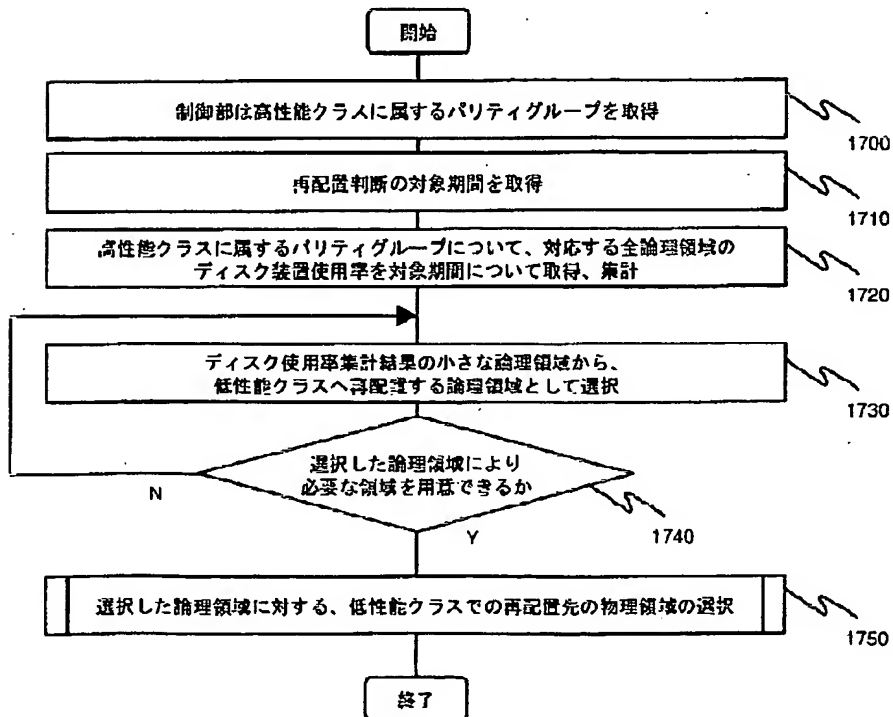 開始
制御部は高性能クラスに属するパリティグループを取得
1700
再配置判断の対象期間を取得
1710
高性能クラスに属するパリティグループについて、対応する全論理領域の
ディスク装置使用率を対象期間について取得、集計
1720
ディスク使用率集計結果の小さな論理領域から、
低性能クラスへ再配置する論理領域として選択
1730
選択した論理領域により
必要な領域を用意できるか
N
Y
1740
選択した論理領域に対する、低性能クラスでの再配置先の物理領域の選択
1750
終了